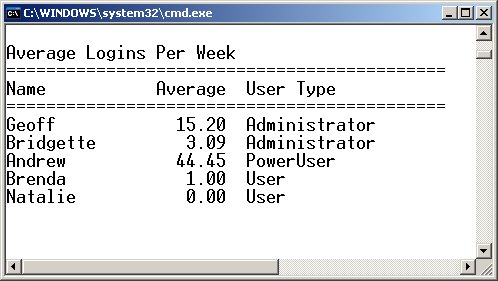 C:\WINDOWS\system32\cmd.exe
Average Logins Per Week
============================================
Name           Average  User Type
============================================
Geoff            15.20  Administrator
Bridgette         3.09  Administrator
Andrew           44.45  PowerUser
Brenda            1.00  User
Natalie           0.00  User